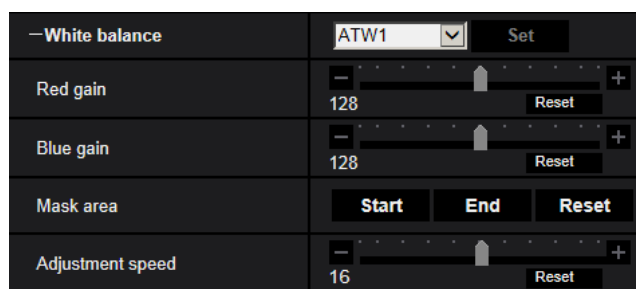 −White balance ATW1 Set
Red gain − +
128 Reset
Blue gain − +
128 Reset
Mask area Start End Reset
Adjustment speed − +
16 Reset